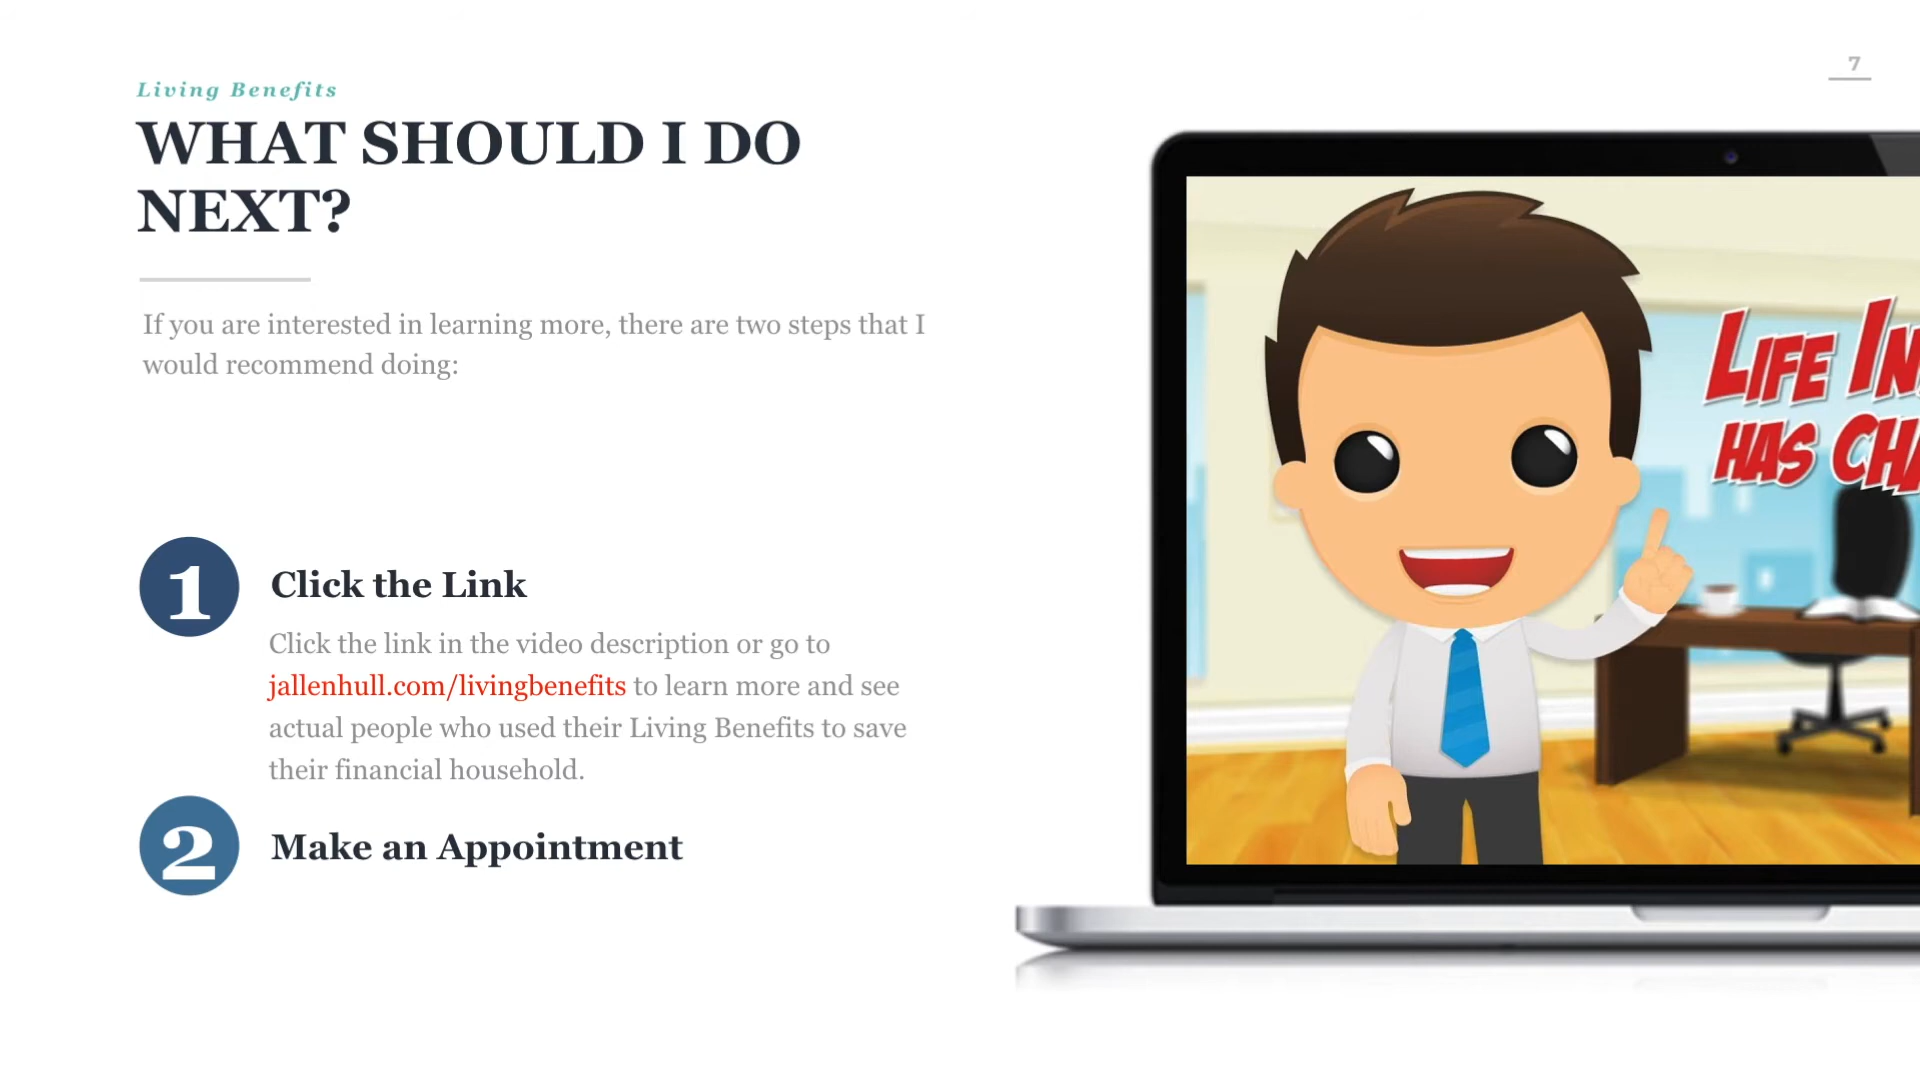 7
Living Benefits
WHAT SHOULD I DO
NEXT?
If you are interested in learning more, there are two steps that I
would recommend doing:
1
Click the Link
Click the link in the video description or go to
jallenhull.com/livingbenefits to learn more and see
actual people who used their Living Benefits to save
their financial household.
2
Make an Appointment
LIFE
HAS